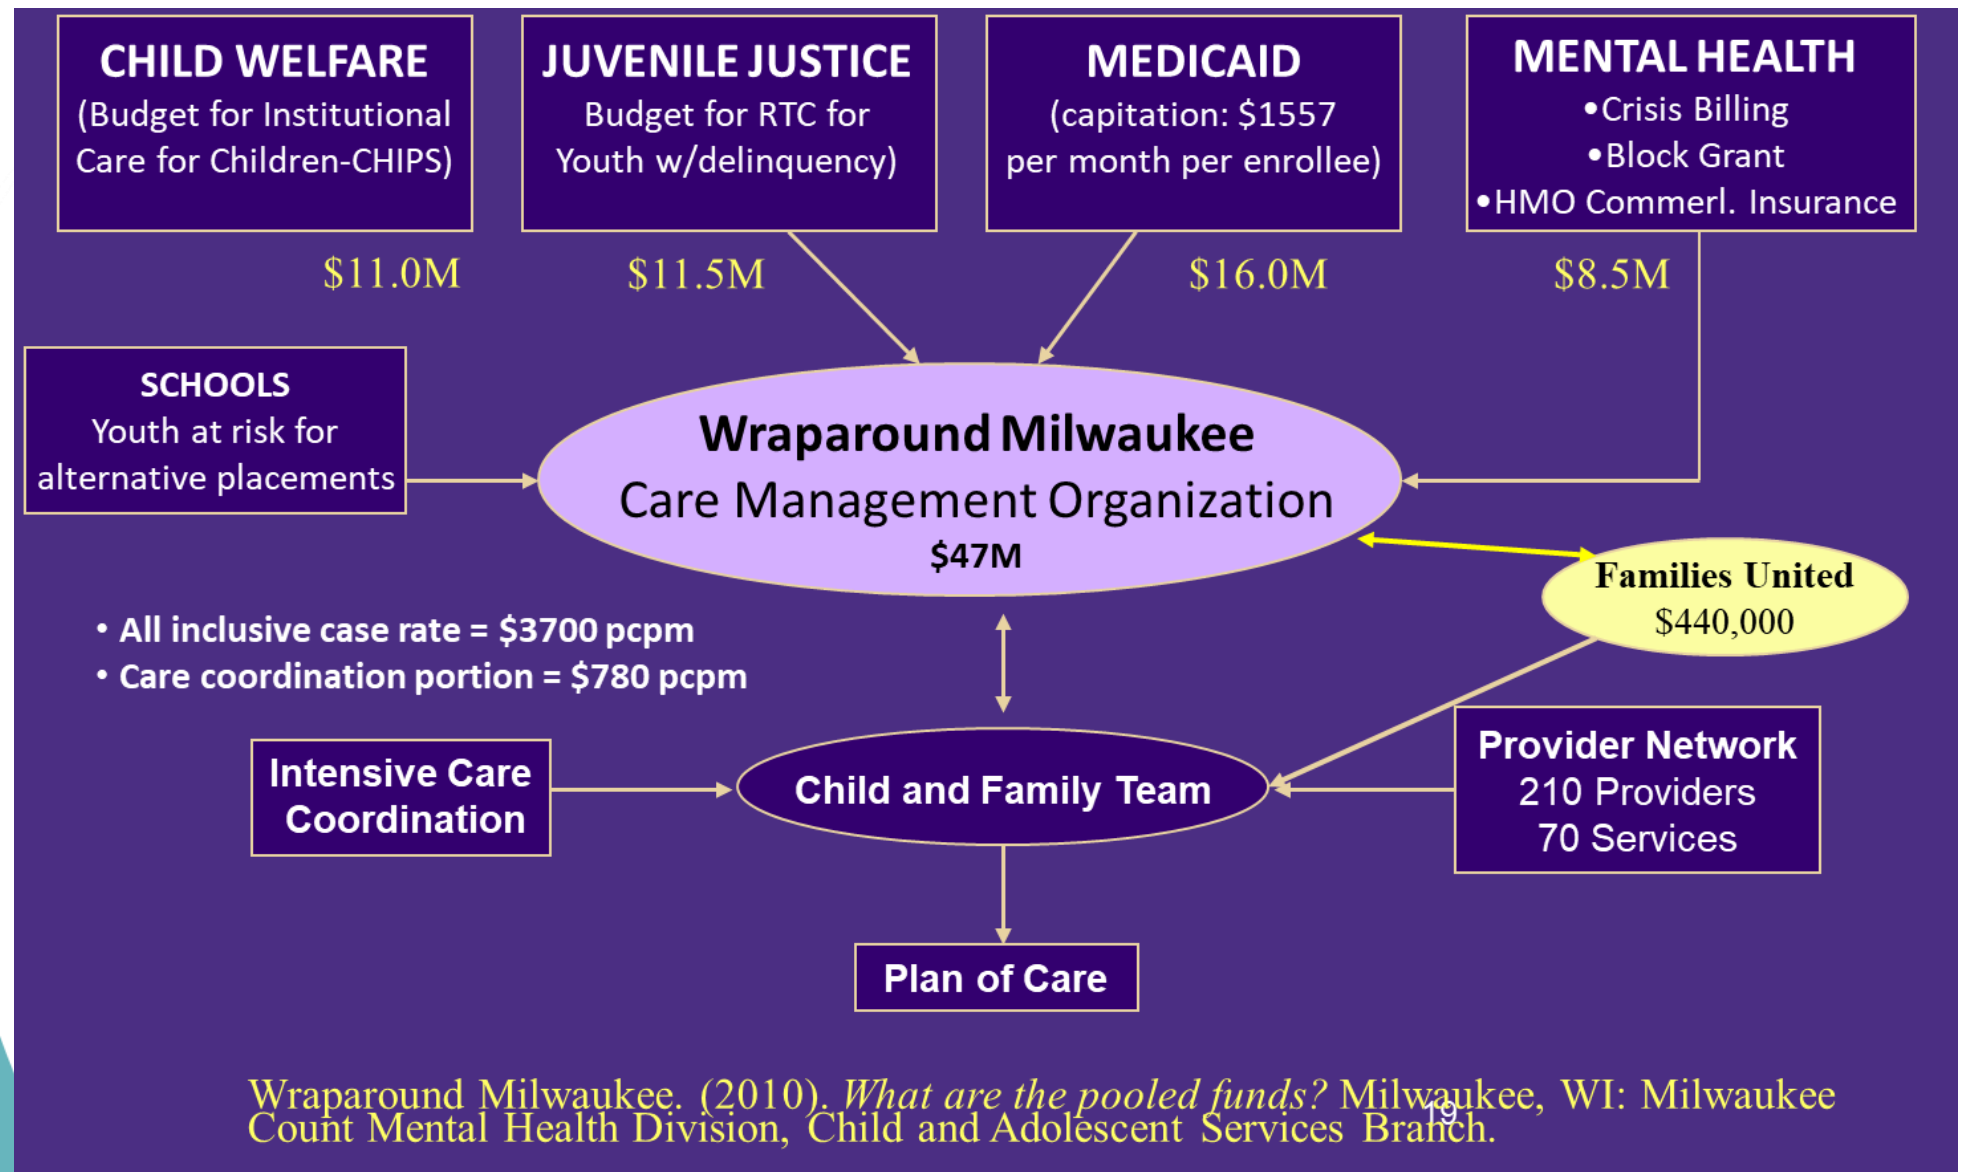 CHILD WELFARE
(Budget for Institutional
Care for Children-CHIPS)
JUVENILE JUSTICE
Budget for RTC for
Youth w/delinquency)
MEDICAID
(capitation: $1557
per month per enrollee)
MENTAL HEALTH
•Crisis Billing
•Block Grant
•HMO Commerl. Insurance
$11.0M
$11.5M
$16.0M
$8.5M
SCHOOLS
Youth at risk for
alternative placements
Wraparound Milwaukee
Care Management Organization
$47M
Families United
$440,000
• All inclusive case rate = $3700 pcpm
• Care coordination portion = $780 pcpm
Intensive Care
Coordination
Child and Family Team
Provider Network
210 Providers
70 Services
Plan of Care
Wraparound Milwaukee. (2010). What are the pooled funds? Milwaukee, WI: Milwaukee
Count Mental Health Division, Child and Adolescent Services Branch.
19